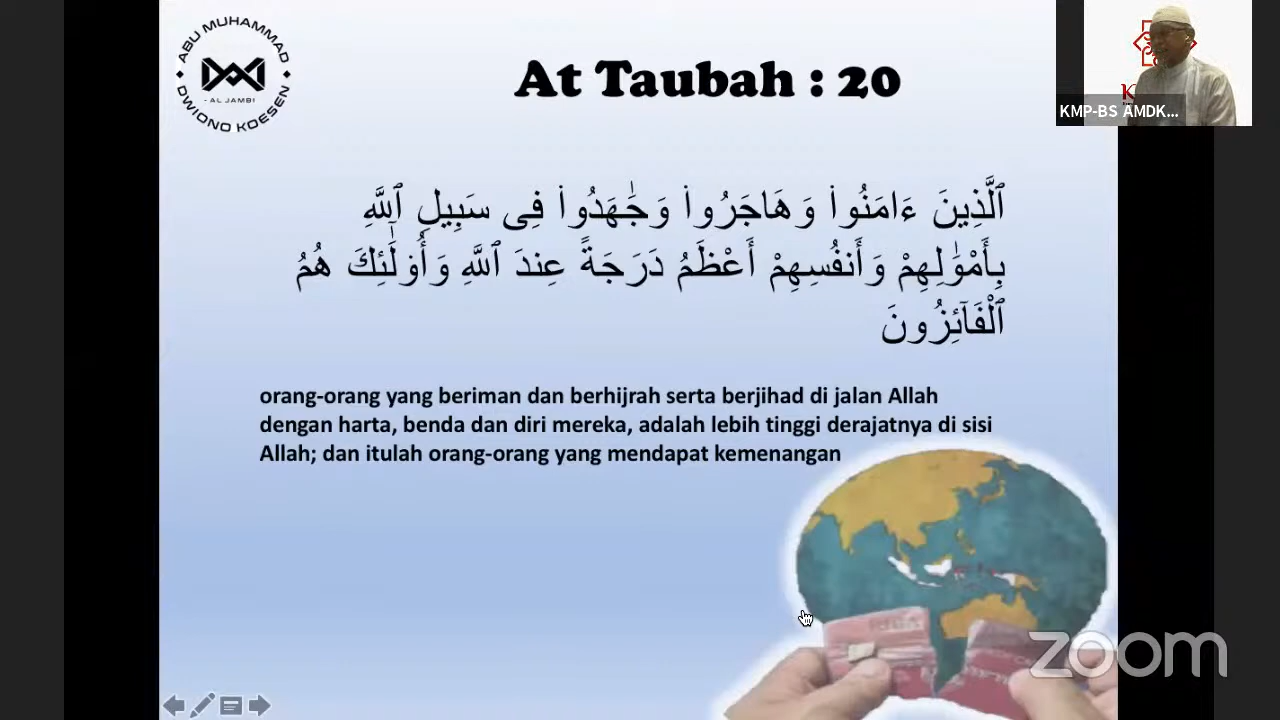 ABU MUHAMMAD
DWIONO KOESEN
- AL JAMBI -
At Taubah : 20
KMP-BS AMDK...
ٱلَّذِينَ ءَامَنُوا۟ وَهَاجَرُوا۟ وَجَٰهَدُوا۟ فِى سَبِيلِ ٱللَّهِ
بِأَمْوَٰلِهِمْ وَأَنفُسِهِمْ أَعْظَمُ دَرَجَةً عِندَ ٱللَّهِ وَأُو۟لَٰٓئِكَ هُمُ
ٱلْفَآئِزُونَ
orang-orang yang beriman dan berhijrah serta berjihad di jalan Allah
dengan harta, benda dan diri mereka, adalah lebih tinggi derajatnya di sisi
Allah; dan itulah orang-orang yang mendapat kemenangan
zoom